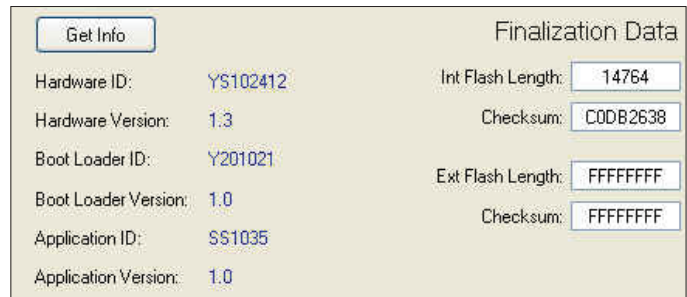 Get Info
Hardware ID: YS102412
Hardware Version: 1.3
Boot Loader ID: Y201021
Boot Loader Version: 1.0
Application ID: SS1035
Application Version: 1.0
Finalization Data
Int Flash Length: 14764
Checksum: C0DB2638
Ext Flash Length: FFFFFFFF
Checksum: FFFFFFFF